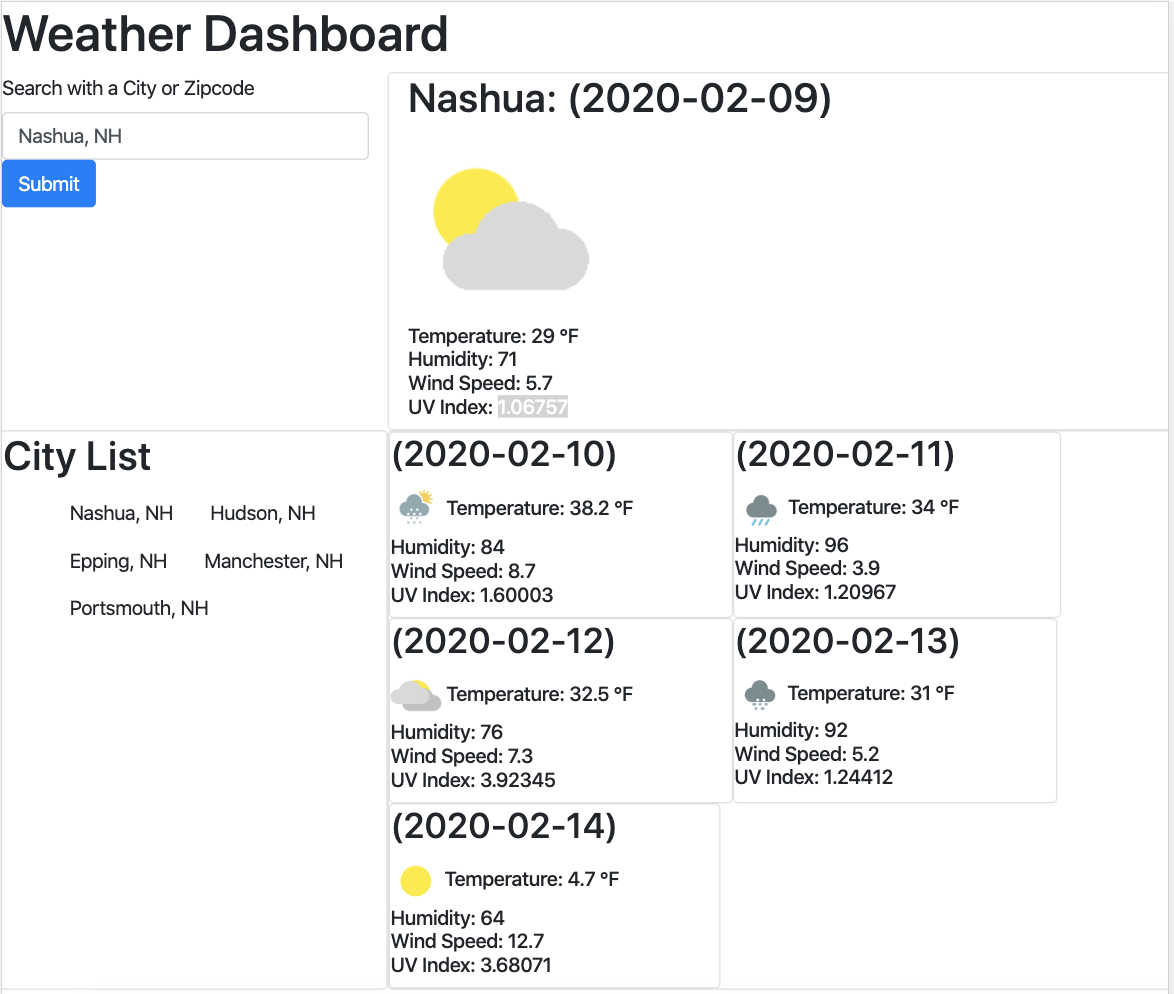 Weather Dashboard
Search with a City or Zipcode
Nashua, NH
Submit
Nashua: (2020-02-09)
Temperature: 29 °F
Humidity: 71
Wind Speed: 5.7
UV Index: 1.06757
City List
Nashua, NH
Hudson, NH
Epping, NH
Manchester, NH
Portsmouth, NH
(2020-02-10)
Temperature: 38.2 °F
Humidity: 84
Wind Speed: 8.7
UV Index: 1.60003
(2020-02-11)
Temperature: 34 °F
Humidity: 96
Wind Speed: 3.9
UV Index: 1.20967
(2020-02-12)
Temperature: 32.5 °F
Humidity: 76
Wind Speed: 7.3
UV Index: 3.92345
(2020-02-13)
Temperature: 31 °F
Humidity: 92
Wind Speed: 5.2
UV Index: 1.24412
(2020-02-14)
Temperature: 4.7 °F
Humidity: 64
Wind Speed: 12.7
UV Index: 3.68071